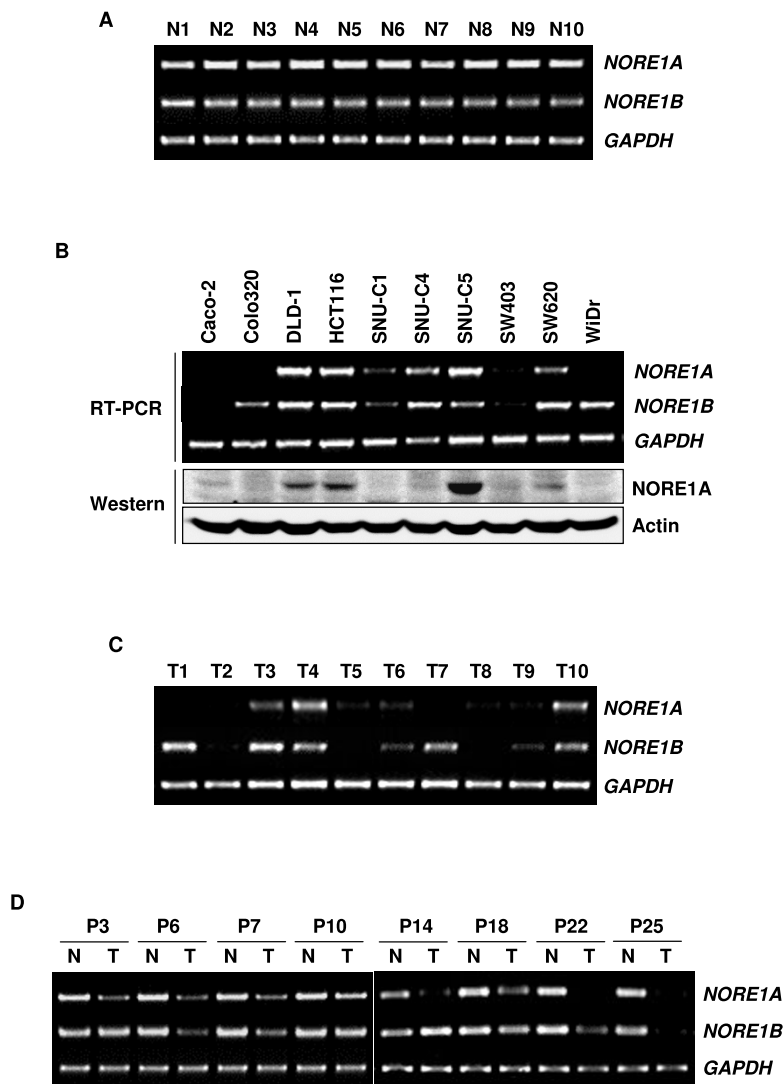 A
N1 N2 N3 N4 N5 N6 N7 N8 N9 N10
NORE1A
NORE1B
GAPDH
B
Caco-2
Colo320
DLD-1
HCT116
SNU-C1
SNU-C4
SNU-C5
SW403
SW620
WiDr
RT-PCR
NORE1A
NORE1B
GAPDH
Western
NORE1A
Actin
C
T1 T2 T3 T4 T5 T6 T7 T8 T9 T10
NORE1A
NORE1B
GAPDH
D
P3 P6 P7 P10 P14 P18 P22 P25
N T N T N T N T N T N T N T N T
NORE1A
NORE1B
GAPDH